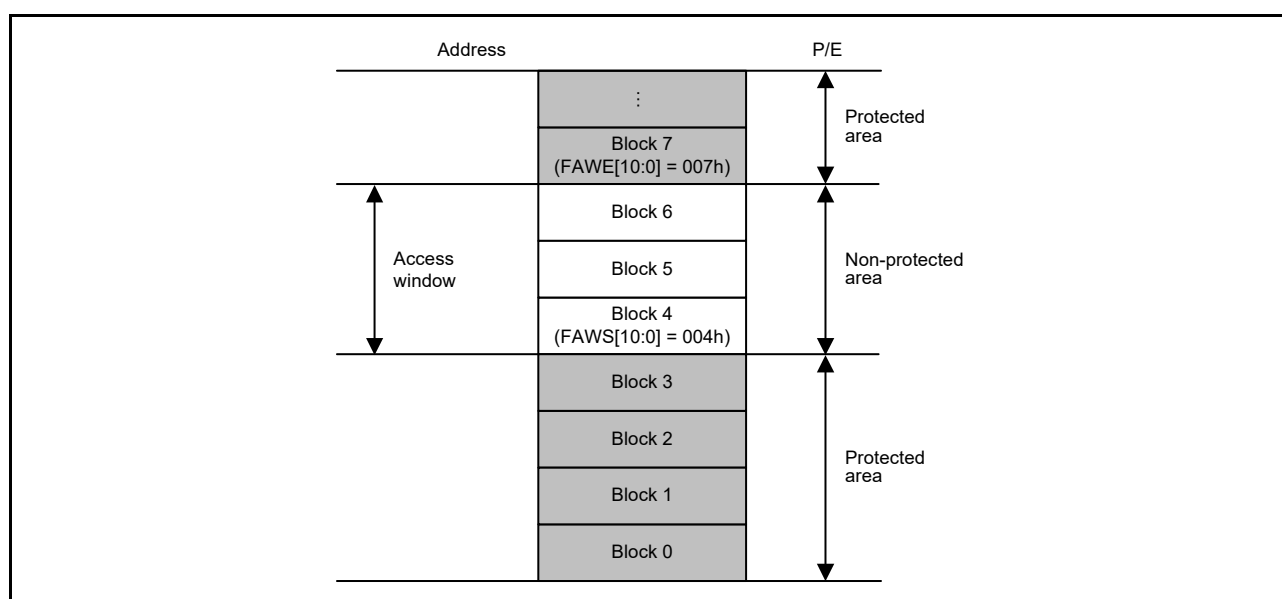 Address
P/E
⋮
Protected
area
Block 7
(FAWE[10:0] = 007h)
Block 6
Access
window
Block 5
Non-protected
area
Block 4
(FAWS[10:0] = 004h)
Block 3
Block 2
Protected
area
Block 1
Block 0